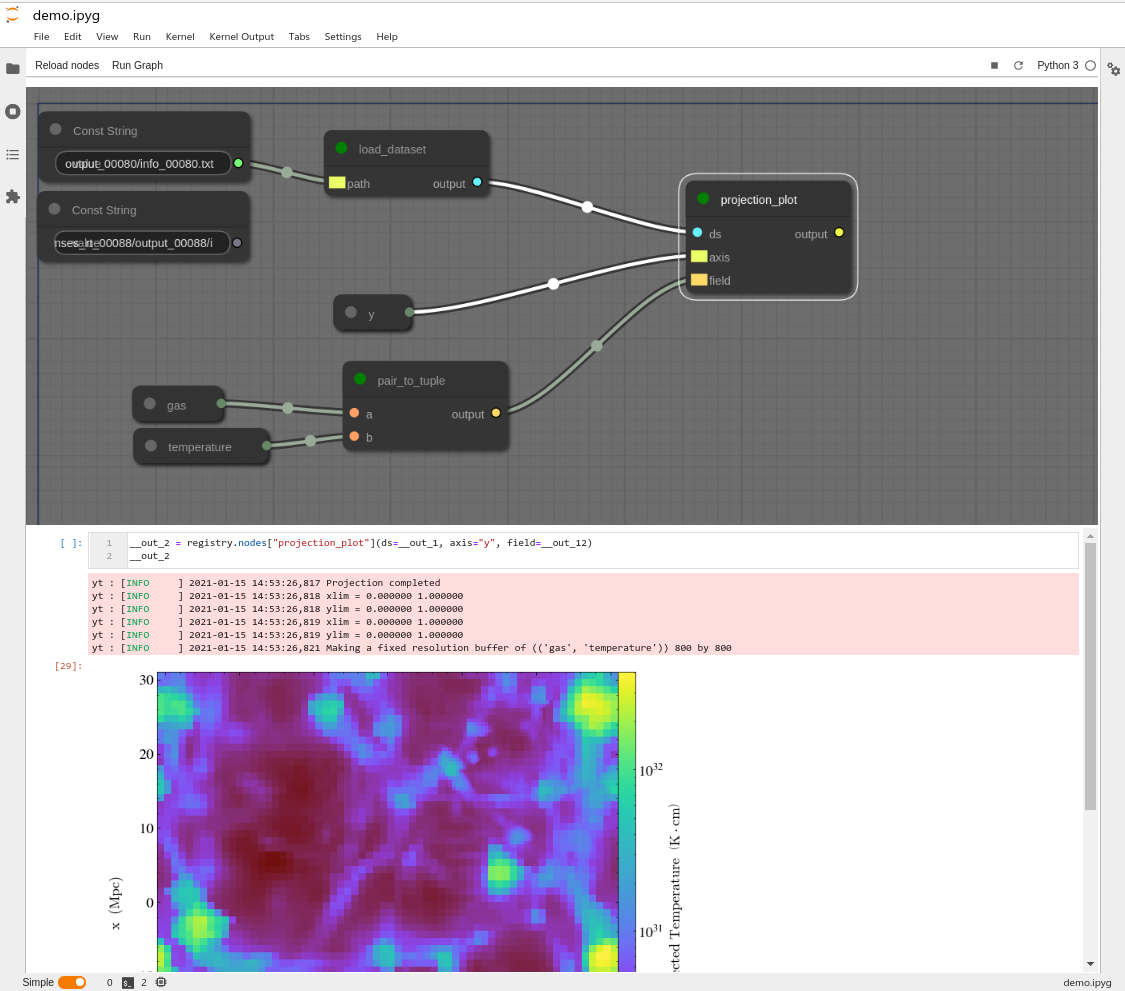 demo.ipyg
File Edit View Run Kernel Kernel Output Tabs Settings Help
Reload nodes Run Graph Python 3
Const String
output_00080/info_00080.txt
load_dataset
path output
Const String
nses_rt_00088/output_00088/i
projection_plot
ds output
axis
field
y
pair_to_tuple
gas
a output
b
temperature
[ ]:
1 __out_2 = registry.nodes["projection_plot"](ds=__out_1, axis="y", field=__out_12)
2 __out_2
yt : [INFO     ] 2021-01-15 14:53:26,817 Projection completed
yt : [INFO     ] 2021-01-15 14:53:26,818 xlim = 0.000000 1.000000
yt : [INFO     ] 2021-01-15 14:53:26,818 ylim = 0.000000 1.000000
yt : [INFO     ] 2021-01-15 14:53:26,819 xlim = 0.000000 1.000000
yt : [INFO     ] 2021-01-15 14:53:26,819 ylim = 0.000000 1.000000
yt : [INFO     ] 2021-01-15 14:53:26,821 Making a fixed resolution buffer of (('gas', 'temperature')) 800 by 800
[29]:
30
20
10
0
x (Mpc)
10³²
10³¹
cted Temperature (K · cm)
Simple 0 2 demo.ipyg